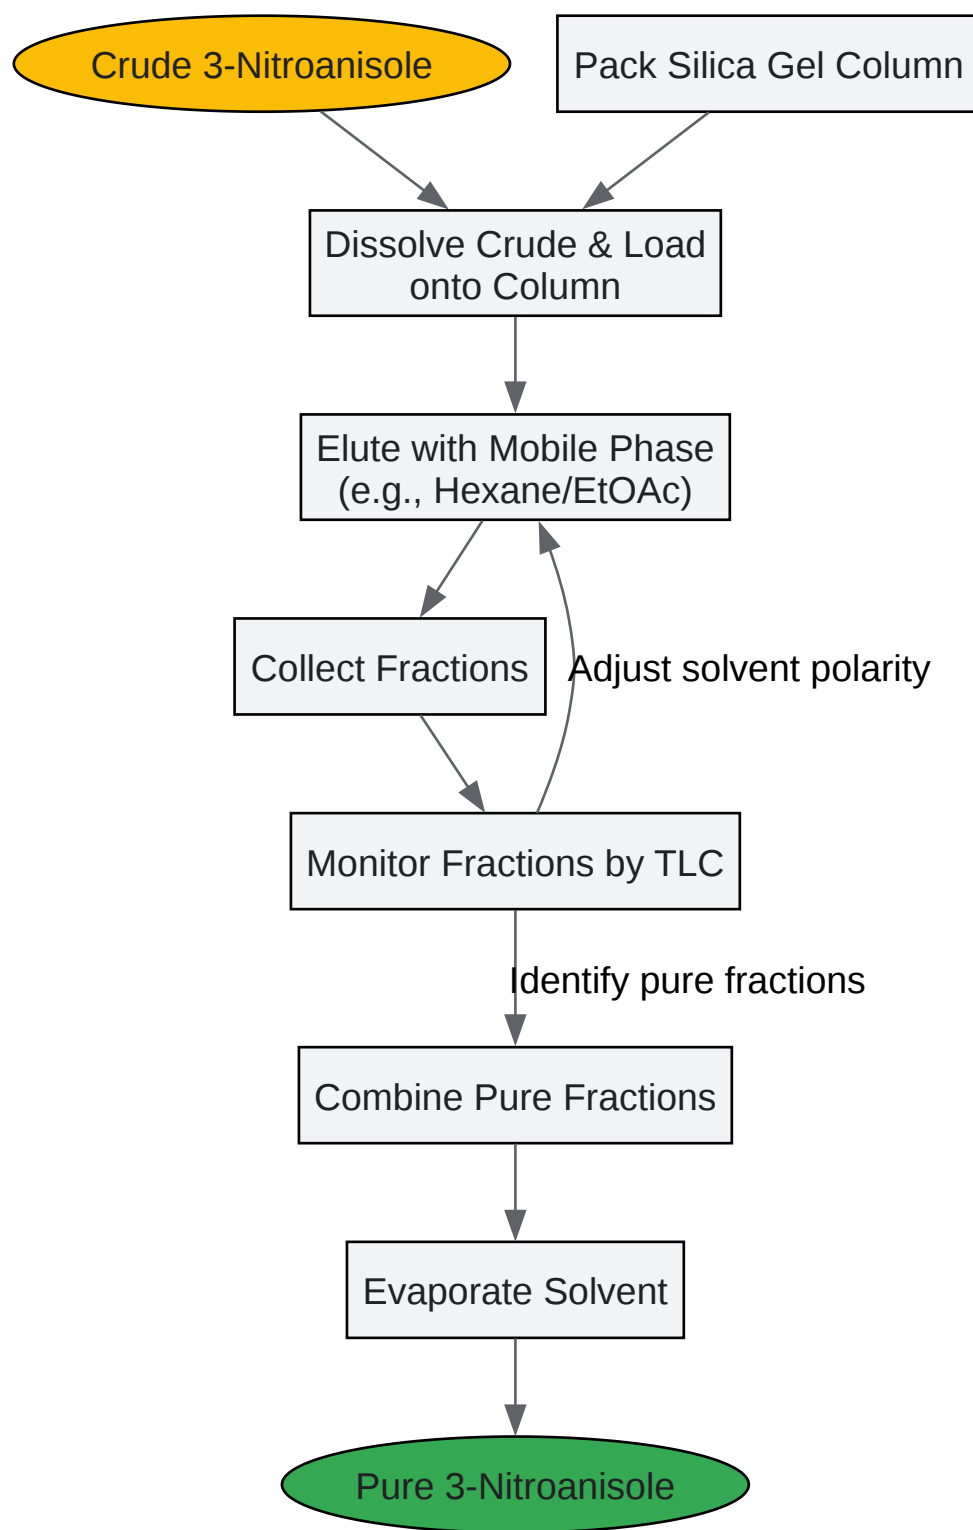 Crude 3-Nitroanisole
Pack Silica Gel Column
Dissolve Crude & Load
onto Column
Elute with Mobile Phase
(e.g., Hexane/EtOAc)
Collect Fractions
Adjust solvent polarity
Monitor Fractions by TLC
Identify pure fractions
Combine Pure Fractions
Evaporate Solvent
Pure 3-Nitroanisole